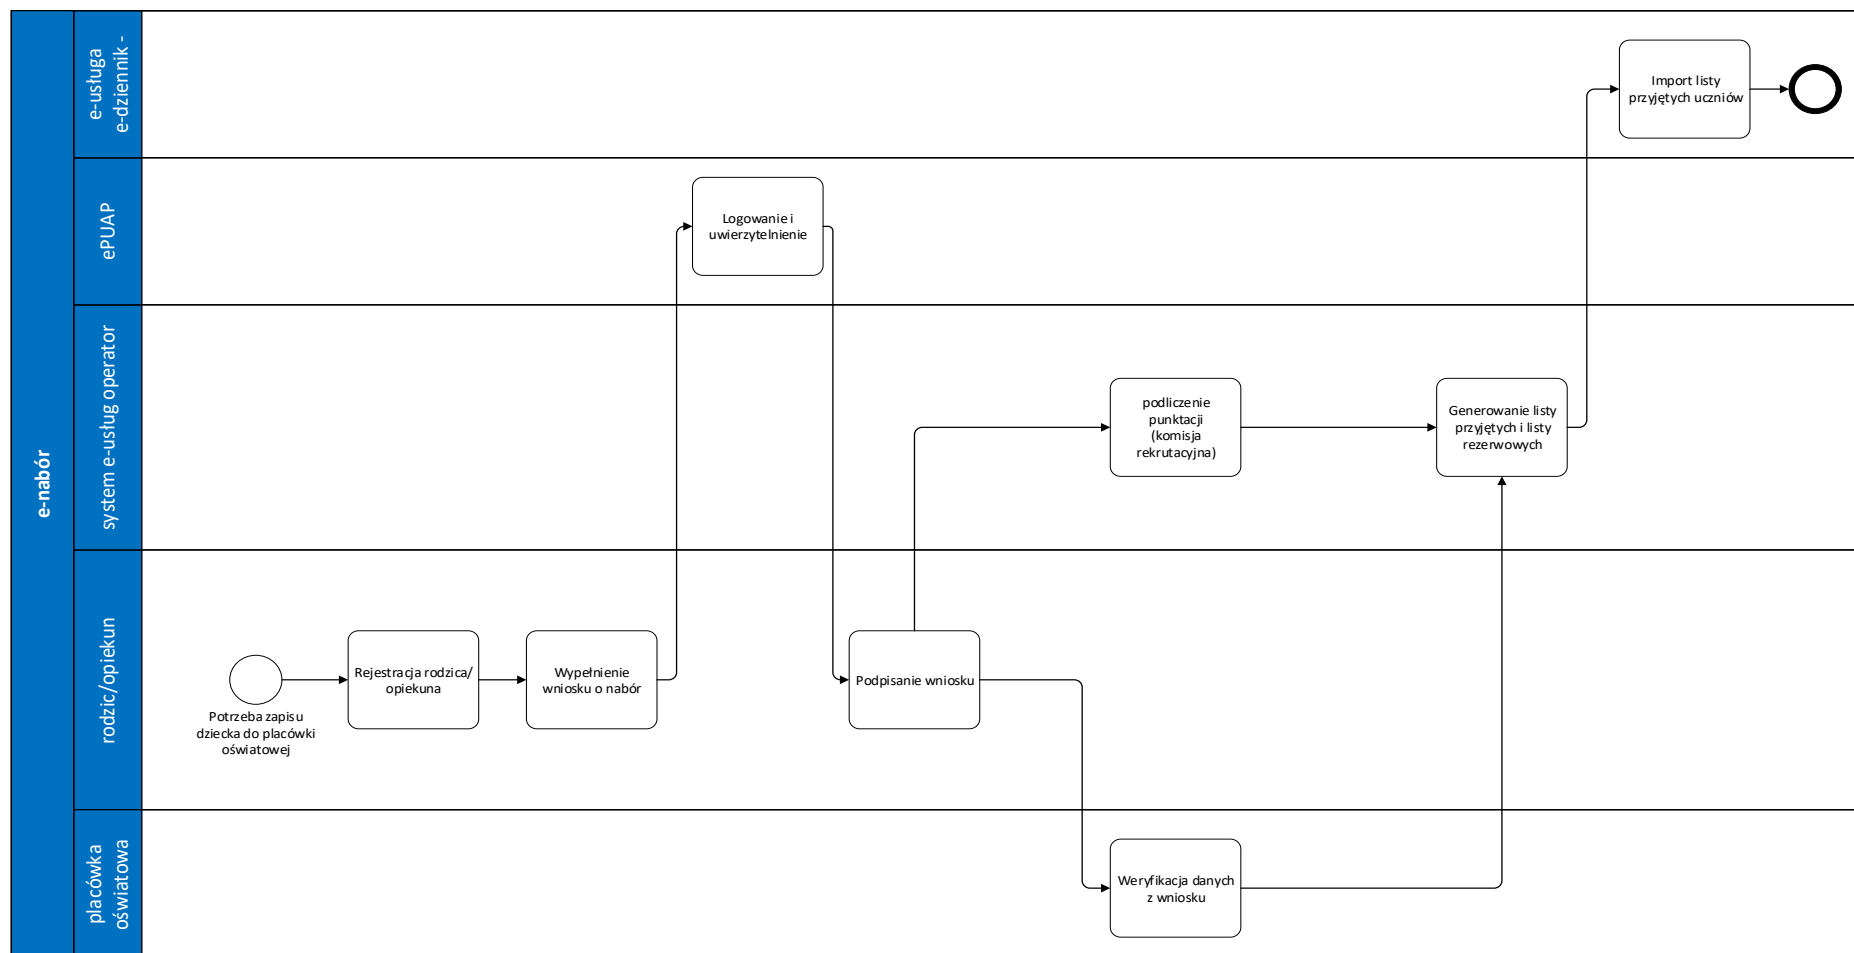 e-nabór
e-usługa
e-dziennik -
Import listy
przyjętych uczniów
ePUAP
Logowanie i
uwierzytelnienie
system e-usług operator
podliczenie
punktacji
(komisja
rekrutacyjna)
Generowanie listy
przyjętych i listy
rezerwowych
rodzic/opiekun
Potrzeba zapisu
dziecka do placówki
oświatowej
Rejestracja rodzica/
opiekuna
Wypełnienie
wniosku o nabór
Podpisanie wniosku
placówka
oświatowa
Weryfikacja danych
z wniosku